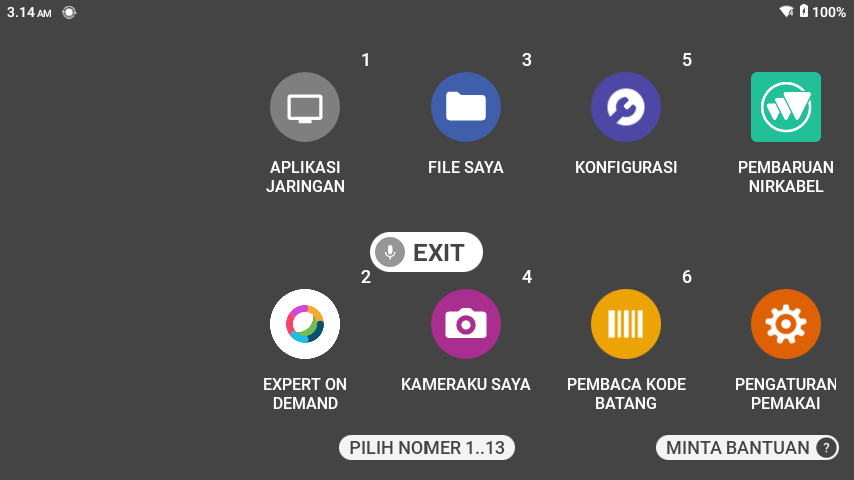 3.14 AM
100%
1
3
5
APLIKASI
JARINGAN
FILE SAYA
KONFIGURASI
PEMBARUAN
NIRKABEL
EXIT
2
4
6
EXPERT ON
DEMAND
KAMERAKU SAYA
PEMBACA KODE
BATANG
PENGATURAN
PEMAKAI
PILIH NOMER 1..13
MINTA BANTUAN ?